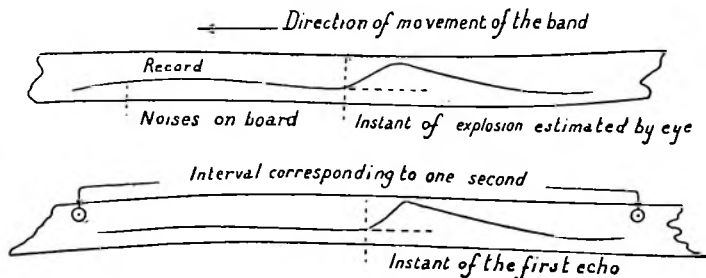 Direction of movement of the band
Record
Noises on board
Instant of explosion estimated by eye
Interval corresponding to one second
Instant of the first echo